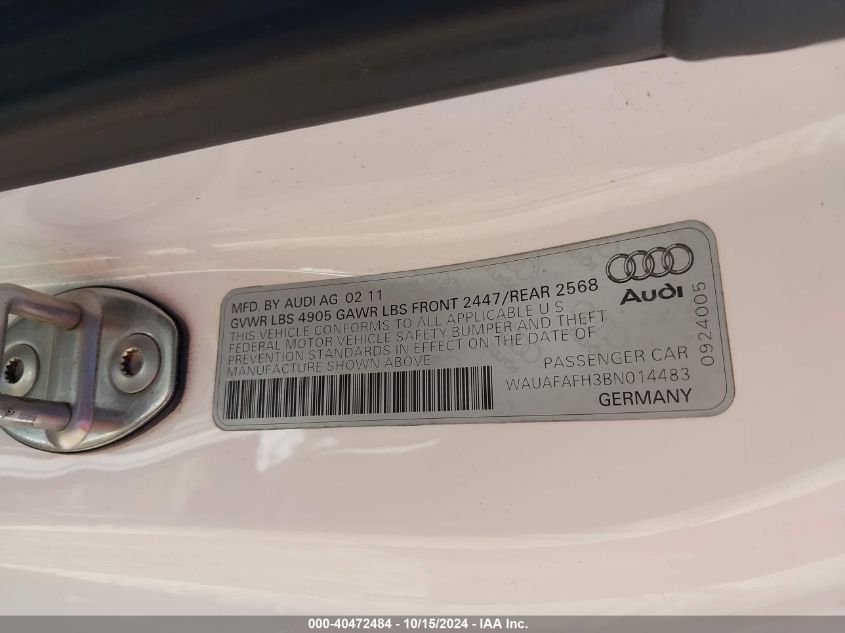 MFD. BY AUDI AG 02 11
GVWR LBS 4905 GAWR LBS FRONT 2447/REAR 2568
THIS VEHICLE CONFORMS TO ALL APPLICABLE U S
FEDERAL MOTOR VEHICLE SAFETY BUMPER AND THEFT
PREVENTION STANDARDS IN EFFECT ON THE DATE OF
MANUFACTURE SHOWN ABOVE
Audi
PASSENGER CAR
WAUAFAFH3BN014483
GERMANY
0924005
000-40472484 - 10/15/2024 - IAA Inc.